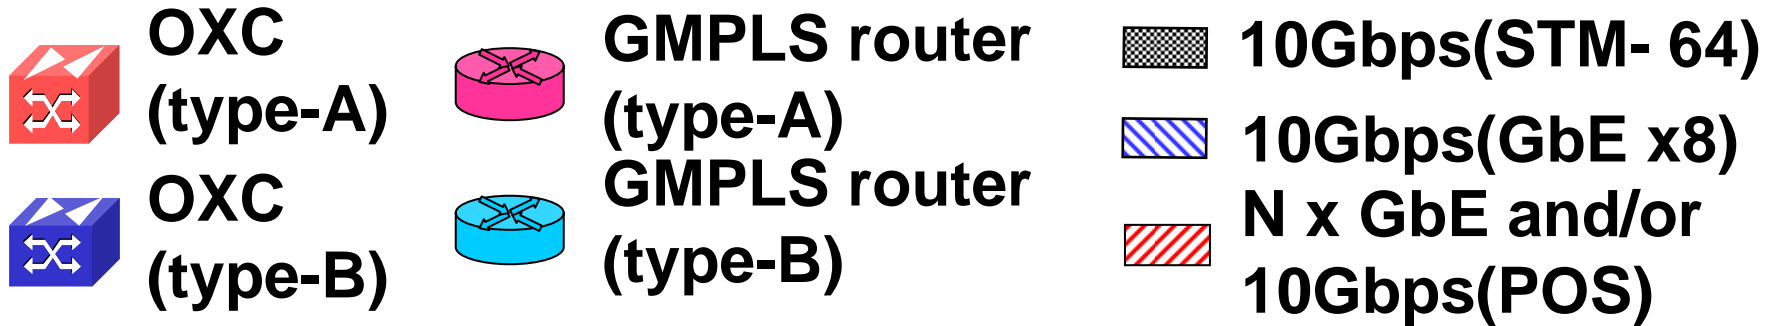 OXC
(type-A)
OXC
(type-B)
GMPLS router
(type-A)
GMPLS router
(type-B)
10Gbps(STM- 64)
10Gbps(GbE x8)
N x GbE and/or
10Gbps(POS)